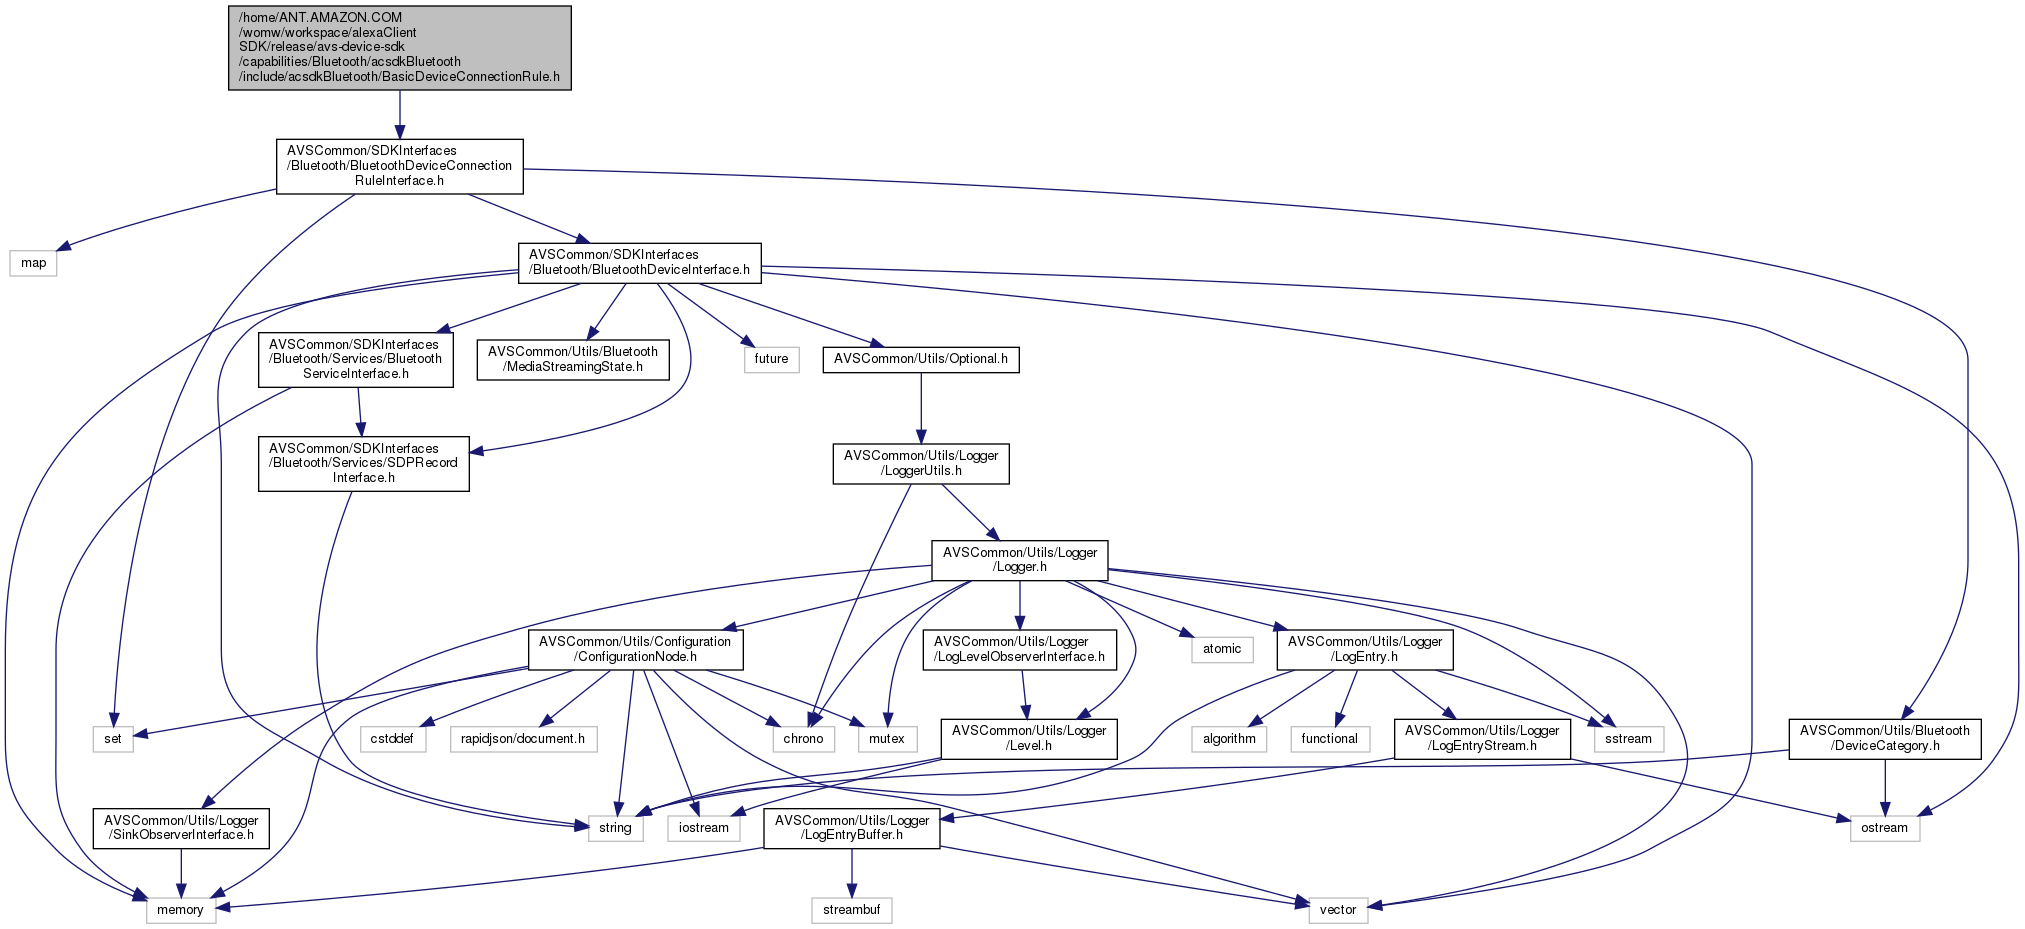 /home/ANT.AMAZON.COM
/womw/workspace/alexaClient
SDK/release/avs-device-sdk
/capabilities/Bluetooth/acsdkBluetooth
/include/acsdkBluetooth/BasicDeviceConnectionRule.h
AVSCommon/SDKInterfaces
/Bluetooth/BluetoothDeviceConnection
RuleInterface.h
map
AVSCommon/SDKInterfaces
/Bluetooth/BluetoothDeviceInterface.h
AVSCommon/SDKInterfaces
/Bluetooth/Services/Bluetooth
ServiceInterface.h
AVSCommon/Utils/Bluetooth
/MediaStreamingState.h
future
AVSCommon/Utils/Optional.h
AVSCommon/SDKInterfaces
/Bluetooth/Services/SDPRecord
Interface.h
AVSCommon/Utils/Logger
/LoggerUtils.h
AVSCommon/Utils/Logger
/Logger.h
AVSCommon/Utils/Configuration
/ConfigurationNode.h
AVSCommon/Utils/Logger
/LogLevelObserverInterface.h
atomic
AVSCommon/Utils/Logger
/LogEntry.h
set
cstddef
rapidjson/document.h
chrono
mutex
AVSCommon/Utils/Logger
/Level.h
algorithm
functional
AVSCommon/Utils/Logger
/LogEntryStream.h
sstream
AVSCommon/Utils/Bluetooth
/DeviceCategory.h
AVSCommon/Utils/Logger
/SinkObserverInterface.h
string
iostream
AVSCommon/Utils/Logger
/LogEntryBuffer.h
ostream
memory
streambuf
vector